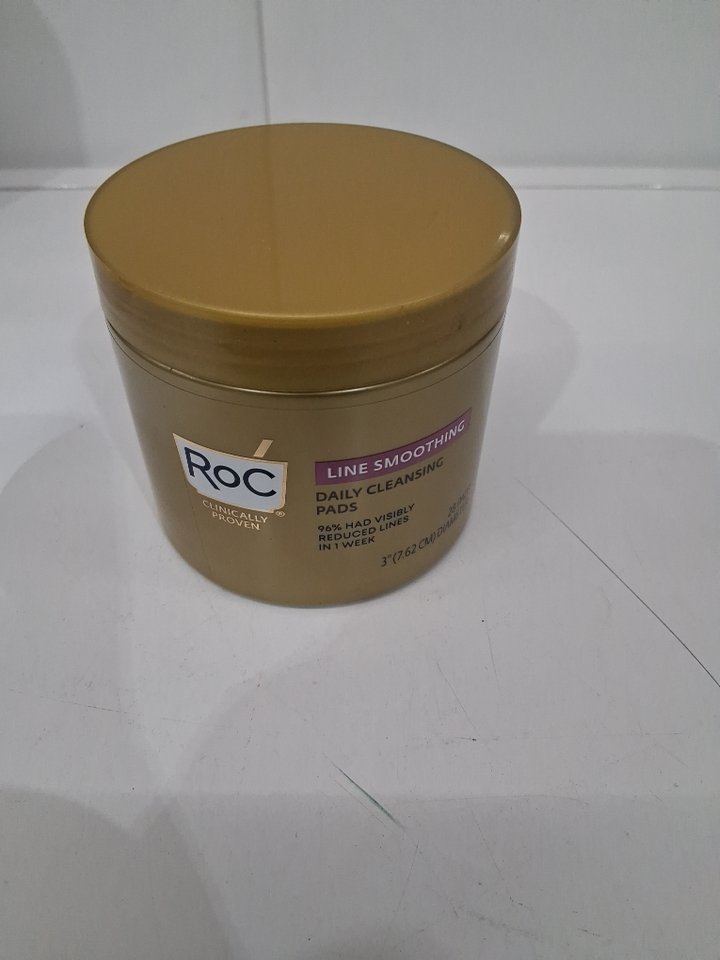 RoC
®
CLINICALLY
PROVEN
LINE SMOOTHING
DAILY CLEANSING
PADS
96% HAD VISIBLY
REDUCED LINES
IN 1 WEEK
28
3" (7.62 CM)